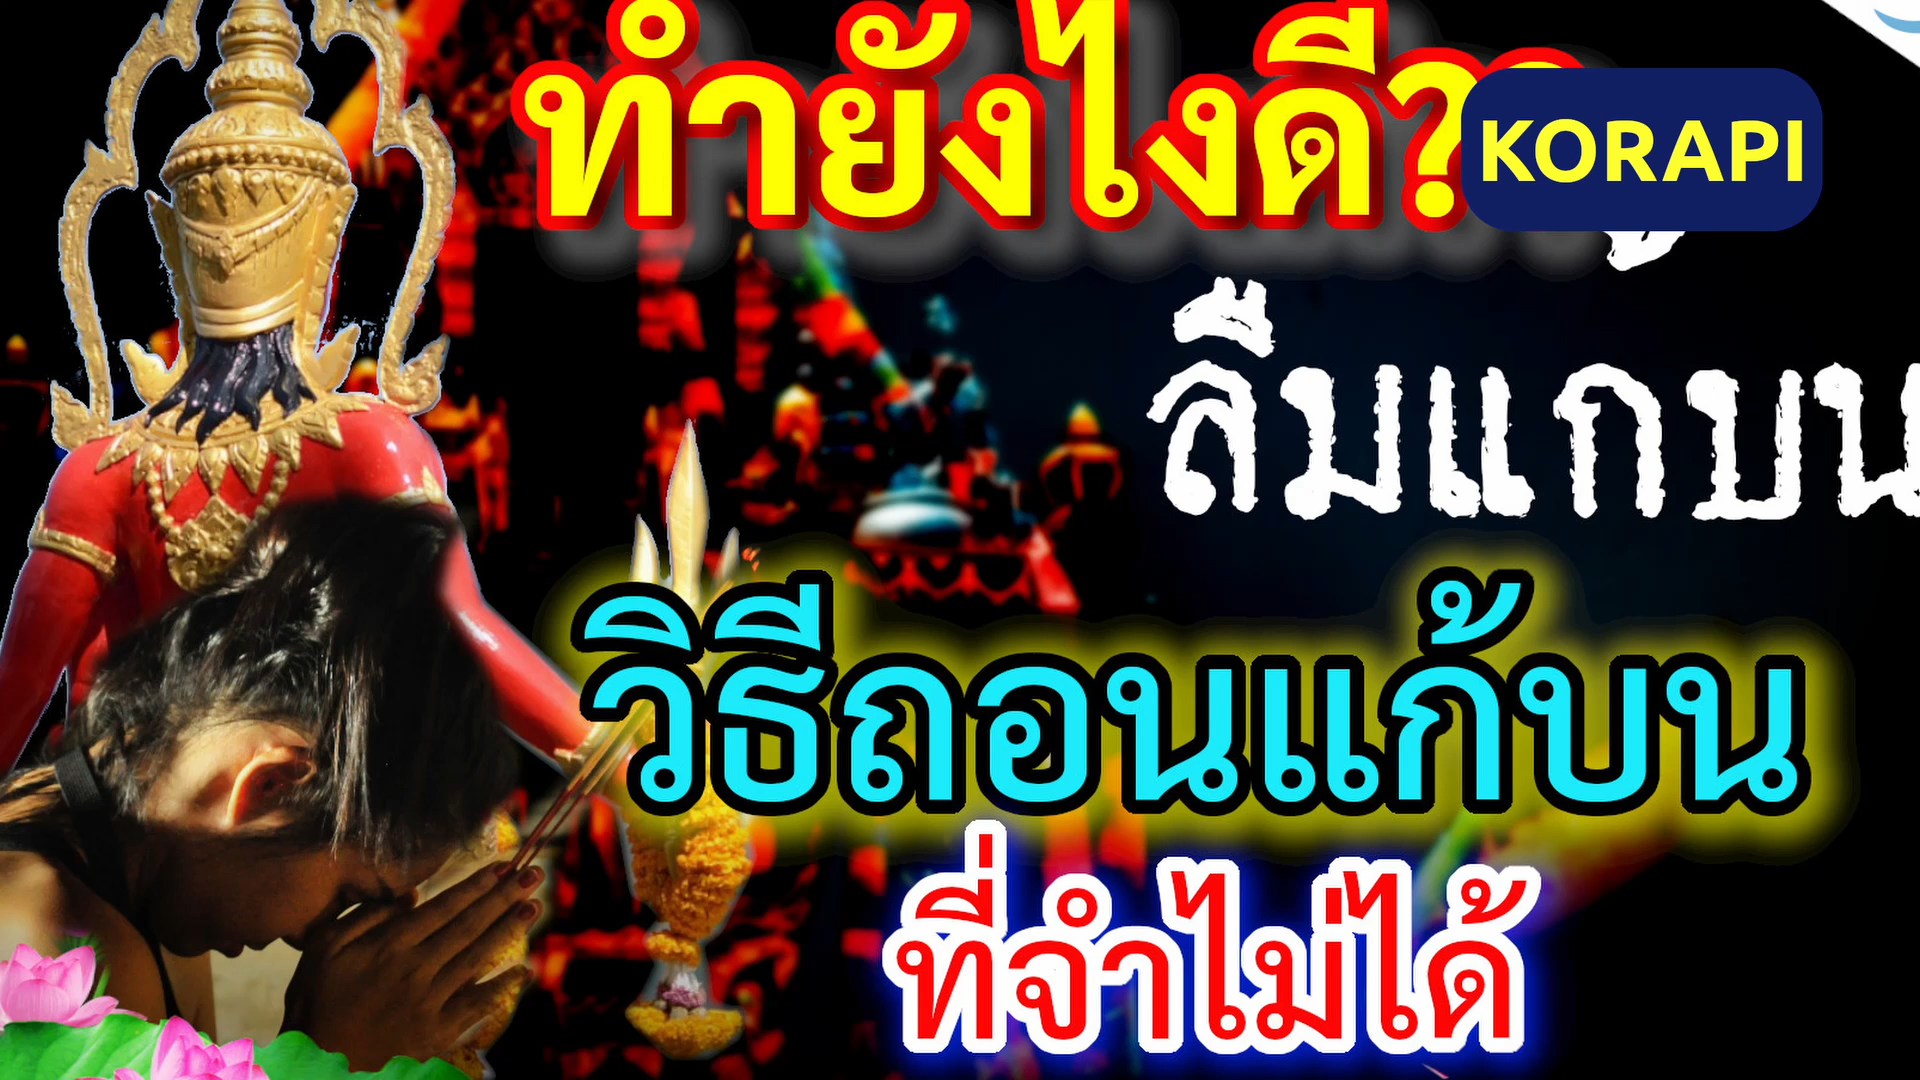 ทำยังไงดี?
KORAPI
ลืมแกบน
วิธีถอนแก้บน
ที่จำไม่ได้